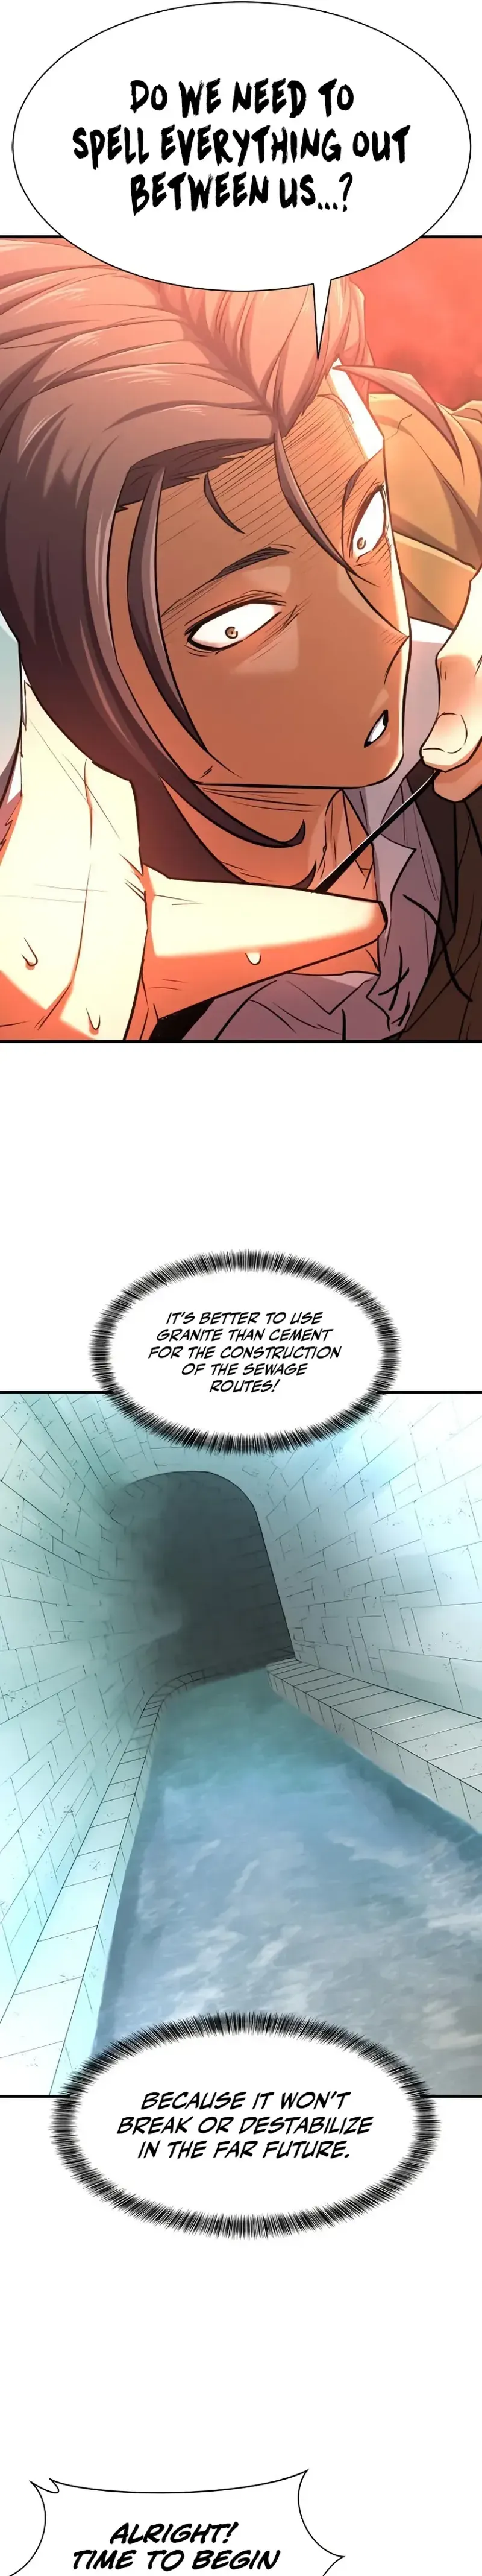 DO WE NEED TO
SPELL EVERYTHING OUT
BETWEEN US...?
IT'S BETTER TO USE
GRANITE THAN CEMENT
FOR THE CONSTRUCTION
OF THE SEWAGE
ROUTES!
BECAUSE IT WON'T
BREAK OR DESTABILIZE
IN THE FAR FUTURE.
ALRIGHT!
TIME TO BEGIN